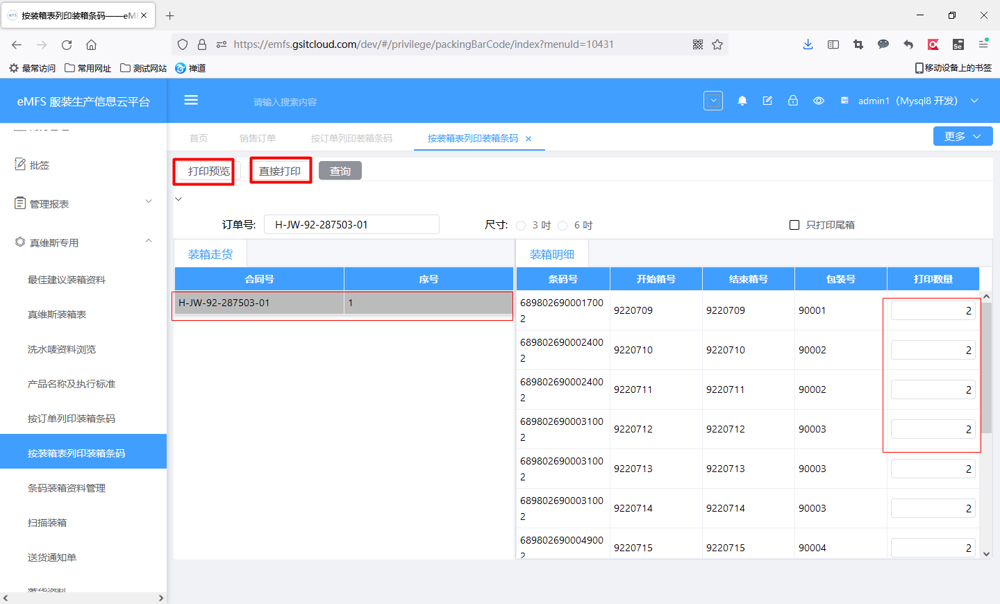 按装箱表列印装箱条码——eMF
https://emfs.gsitcloud.com/dev/#/privilege/packingBarCode/index?menuId=10431
最常访问 常用网址 测试网站 禅道 移动设备上的书签
eMFS 服装生产信息云平台
请输入搜索内容
admin1（Mysql8 开发）
首页 销售订单 按订单列印装箱条码 按装箱表列印装箱条码 更多
批签
管理报表
真维斯专用
最佳建议装箱资料
真维斯装箱表
洗水唛资料浏览
产品名称及执行标准
按订单列印装箱条码
按装箱表列印装箱条码
条码装箱资料管理
扫描装箱
送货通知单
打印预览 直接打印 查询
订单号: H-JW-92-287503-01 尺寸: 3 吋 6 吋 只打印尾箱
装箱走货
合同号 序号
H-JW-92-287503-01 1
装箱明细
条码号 开始箱号 结束箱号 包装号 打印数量
6898026900017002 9220709 9220709 90001 2
6898026900024002 9220710 9220710 90002 2
6898026900024002 9220711 9220711 90002 2
6898026900031002 9220712 9220712 90003 2
6898026900031002 9220713 9220713 90003 2
6898026900031002 9220714 9220714 90003 2
6898026900049002 9220715 9220715 90004 2